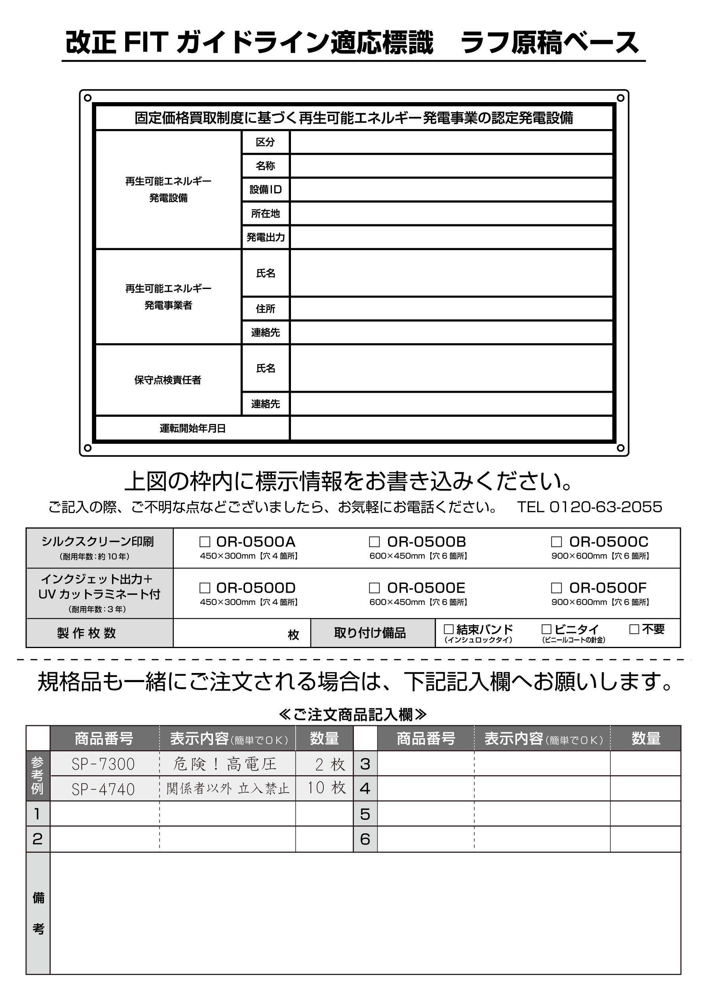 改正 FIT ガイドライン適応標識　ラフ原稿ベース
固定価格買取制度に基づく再生可能エネルギー発電事業の認定発電設備
再生可能エネルギー
発電設備
区分
名称
設備ID
所在地
発電出力
再生可能エネルギー
発電事業者
氏名
住所
連絡先
保守点検責任者
氏名
連絡先
運転開始年月日
上図の枠内に標示情報をお書き込みください。
ご記入の際、ご不明な点などございましたら、お気軽にお電話ください。　TEL 0120-63-2055
シルクスクリーン印刷
（耐用年数：約 10 年）
□ OR-0500A
450×300mm【穴 4 箇所】
□ OR-0500B
600×450mm【穴 6 箇所】
□ OR-0500C
900×600mm【穴 6 箇所】
インクジェット出力＋
UV カットラミネート付
（耐用年数：3 年）
□ OR-0500D
450×300mm【穴 4 箇所】
□ OR-0500E
600×450mm【穴 6 箇所】
□ OR-0500F
900×600mm【穴 6 箇所】
製作枚数
枚
取り付け備品
□ 結束バンド
（インシュロックタイ）
□ ビニタイ
（ビニールコートの針金）
□ 不要
規格品も一緒にご注文される場合は、下記記入欄へお願いします。
≪ご注文商品記入欄≫
商品番号 表示内容（簡単でＯＫ） 数量 商品番号 表示内容（簡単でＯＫ） 数量
参考例
SP-7300 危険！高電圧 2 枚 3
SP-4740 関係者以外 立入禁止 10 枚 4
1 5
2 6
備考